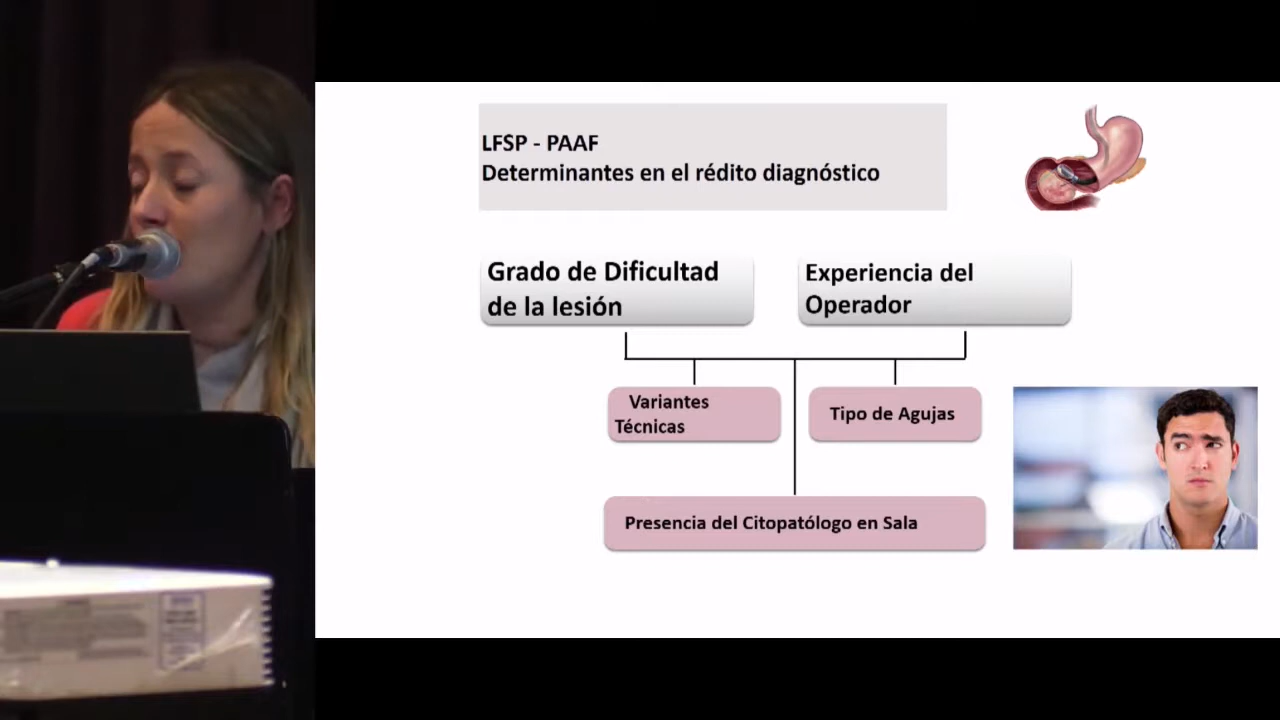 LFSP - PAAF
Determinantes en el rédito diagnóstico
Grado de Dificultad
de la lesión
Experiencia del
Operador
Variantes
Técnicas
Tipo de Agujas
Presencia del Citopatólogo en Sala